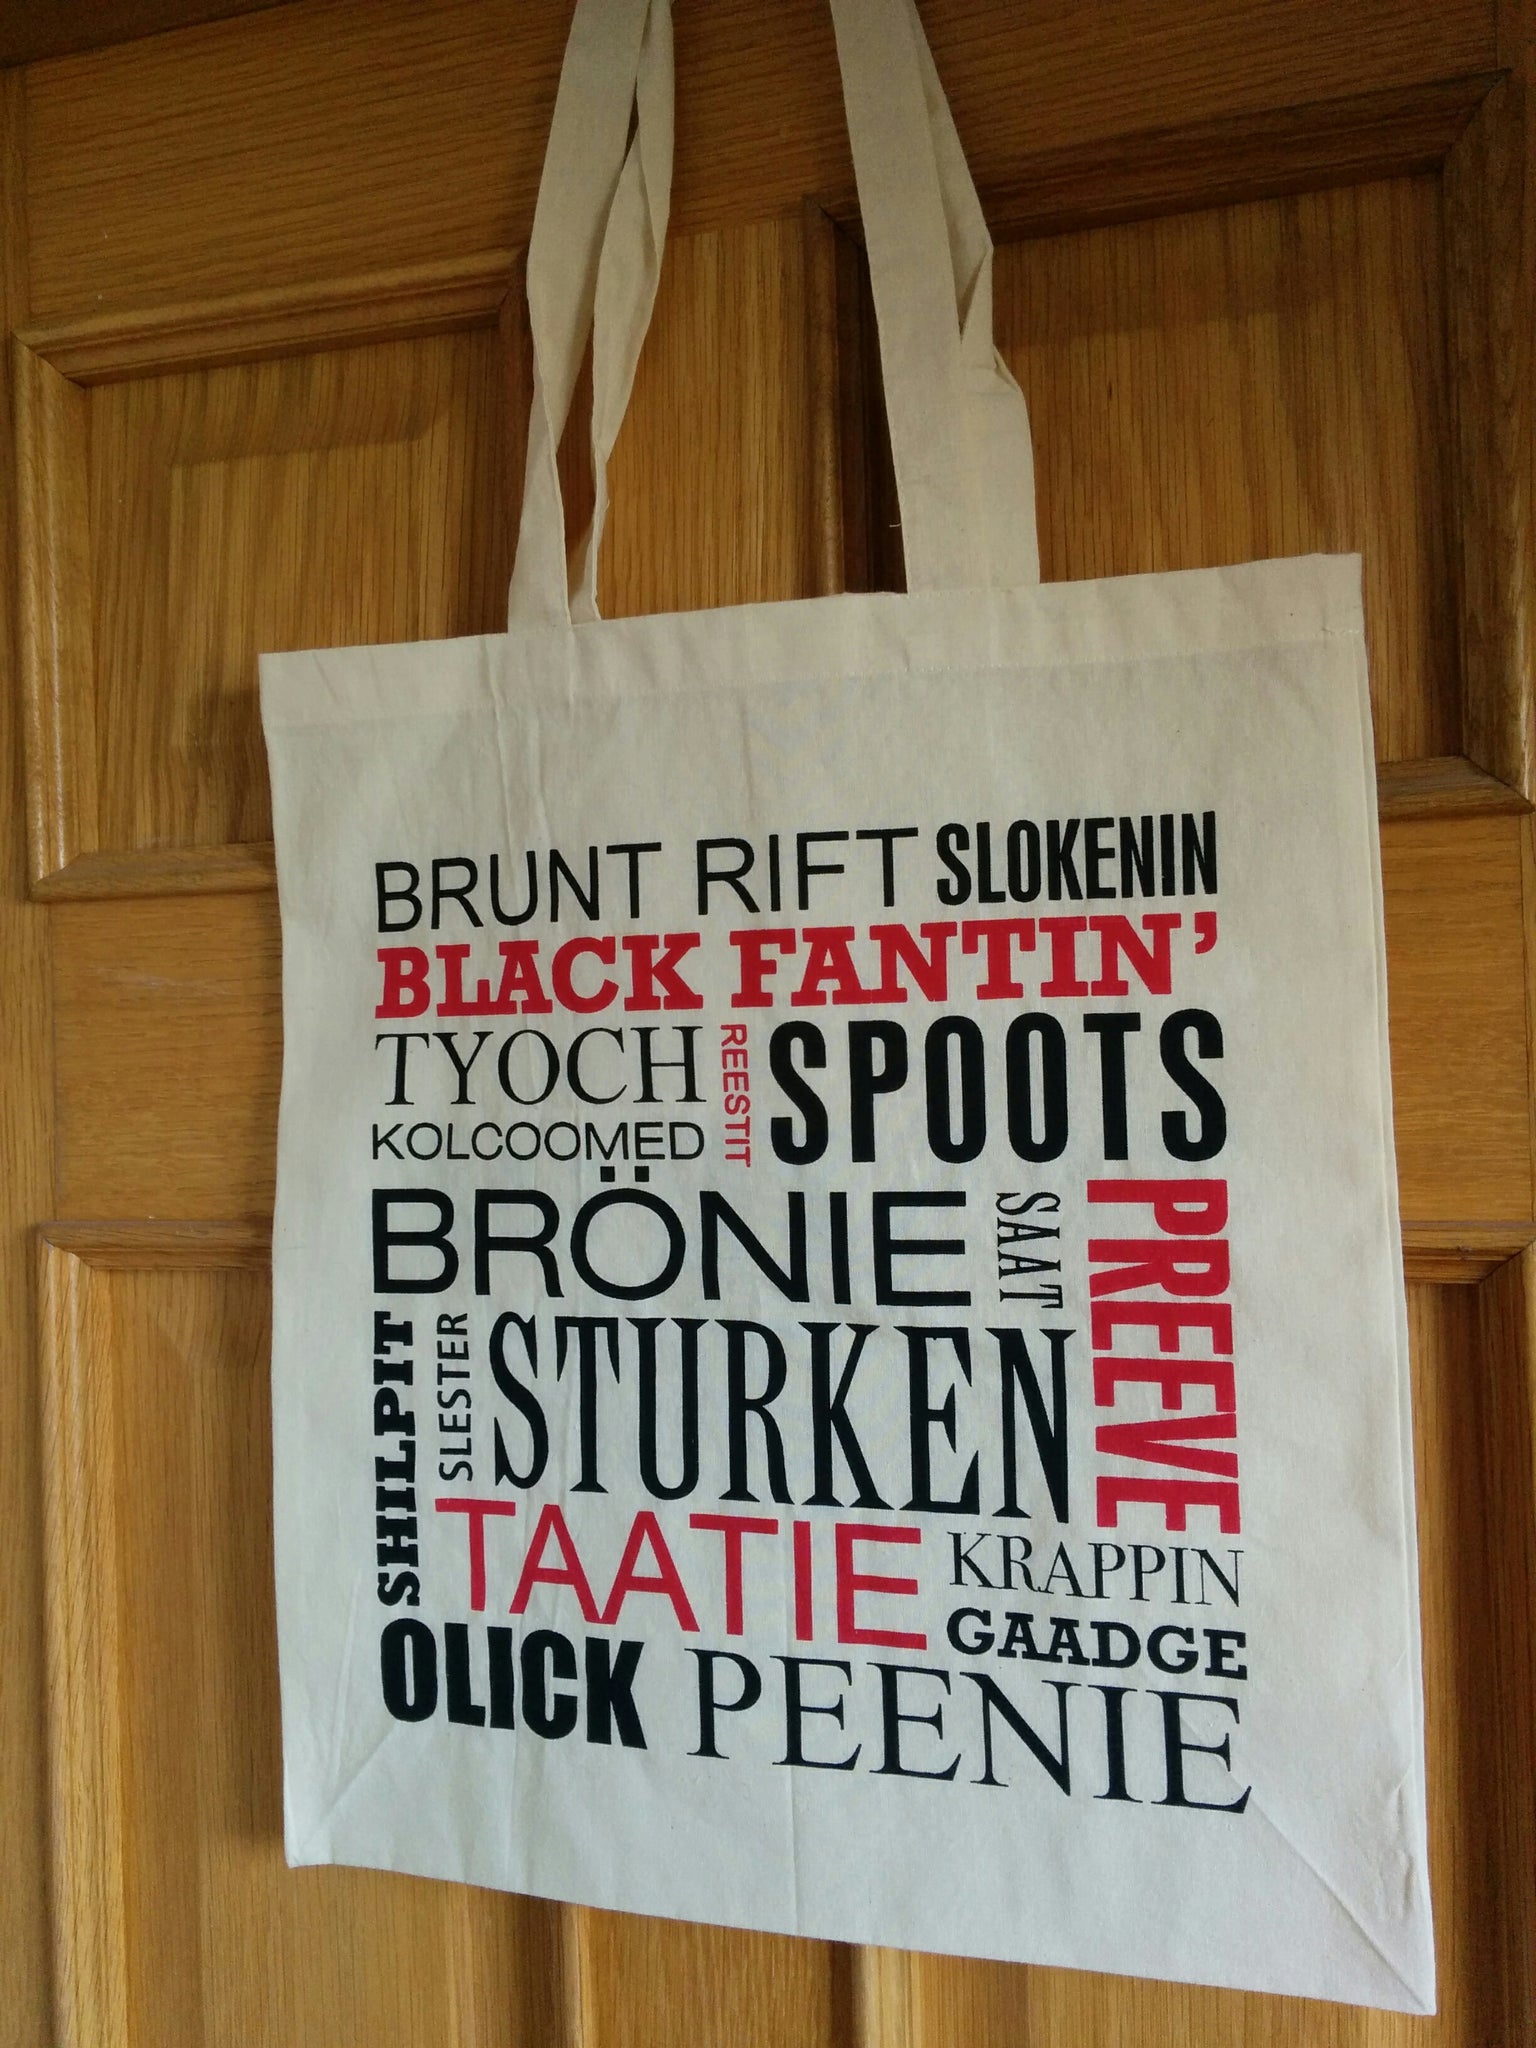 BRUNT RIFT SLOKENIN
BLACK FANTIN'
TYOCH
REESTIT
SPOOTS
KOLCOOMED
BRÖNIE
SAAT
PREEVE
SHILPIT
SLESTER
STURKEN
TAATIE
KRAPPIN
GAADGE
OLICK PEENIE